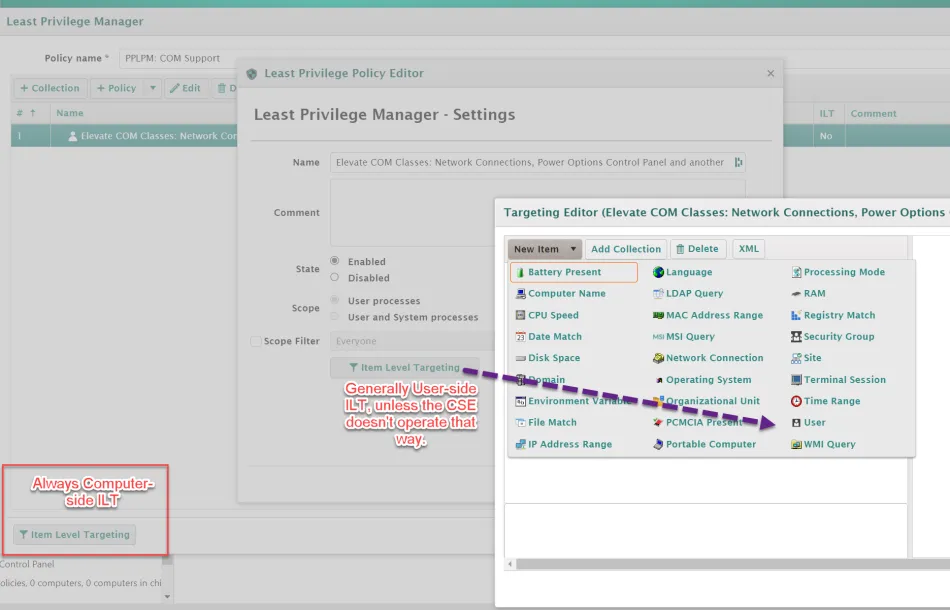 Least Privilege Manager
Policy name * PPLPM: COM Support
+ Collection + Policy Edit D
# ↑ Name ILT Comment
1 Elevate COM Classes: Network Con No
Least Privilege Policy Editor ×
Least Privilege Manager - Settings
Name Elevate COM Classes: Network Connections, Power Options Control Panel and another
Comment
State Enabled
Disabled
Scope User processes
User and System processes
Scope Filter Everyone
Item Level Targeting
Generally User-side
ILT, unless the CSE
doesn't operate that
way.
Targeting Editor (Elevate COM Classes: Network Connections, Power Options
New Item Add Collection Delete XML
Battery Present Language Processing Mode
Computer Name LDAP Query RAM
CPU Speed MAC Address Range Registry Match
Date Match MSI Query Security Group
Disk Space Network Connection Site
Domain Operating System Terminal Session
Environment Variable Organizational Unit Time Range
File Match PCMCIA Present User
IP Address Range Portable Computer WMI Query
Always Computer-
side ILT
Item Level Targeting
Control Panel
olicies, 0 computers, 0 computers in chi